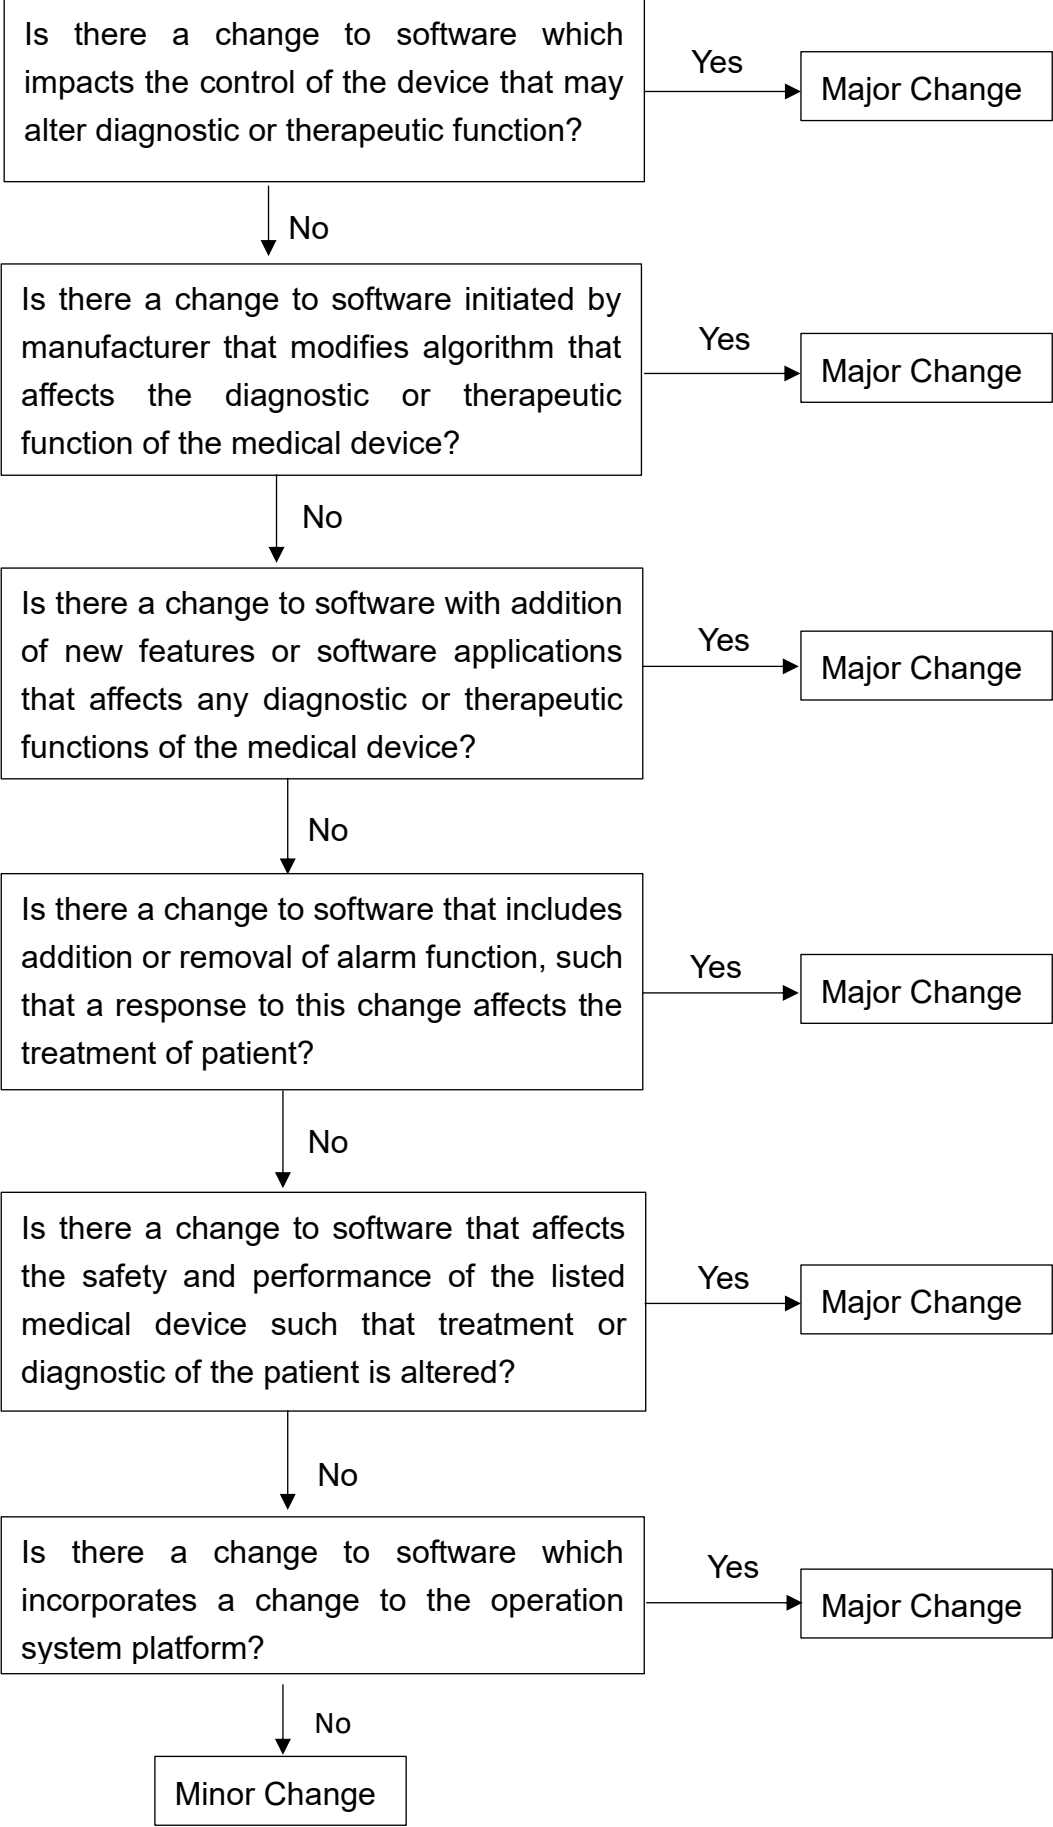 Is there a change to software which
impacts the control of the device that may
alter diagnostic or therapeutic function?
Yes
Major Change
No
Is there a change to software initiated by
manufacturer that modifies algorithm that
affects the diagnostic or therapeutic
function of the medical device?
Yes
Major Change
No
Is there a change to software with addition
of new features or software applications
that affects any diagnostic or therapeutic
functions of the medical device?
Yes
Major Change
No
Is there a change to software that includes
addition or removal of alarm function, such
that a response to this change affects the
treatment of patient?
Yes
Major Change
No
Is there a change to software that affects
the safety and performance of the listed
medical device such that treatment or
diagnostic of the patient is altered?
Yes
Major Change
No
Is there a change to software which
incorporates a change to the operation
system platform?
Yes
Major Change
No
Minor Change